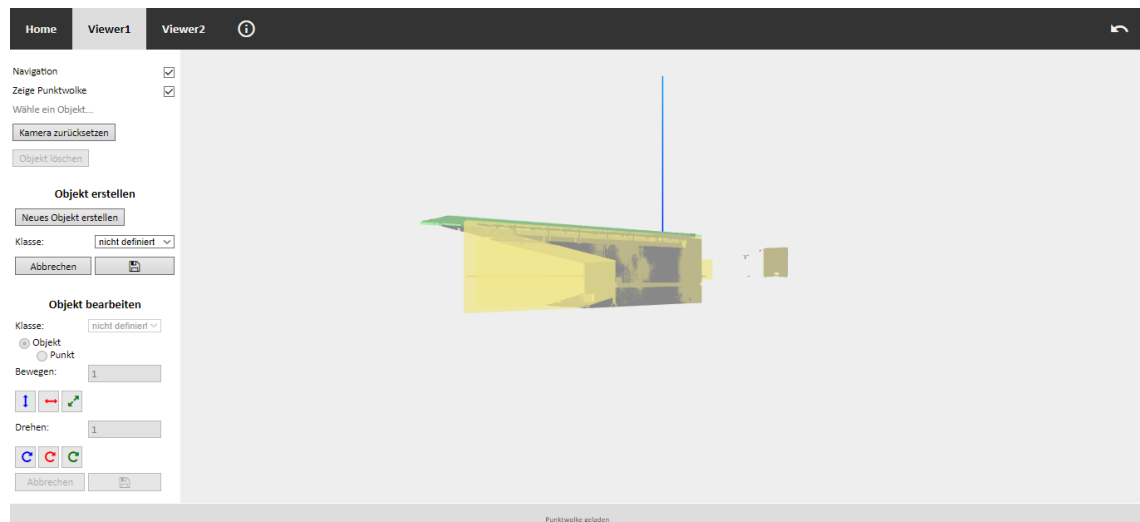 Home Viewer1 Viewer2
Navigation
Zeige Punktwolke
Wähle ein Objekt...
Kamera zurücksetzen
Objekt löschen
Objekt erstellen
Neues Objekt erstellen
Klasse: nicht definiert
Abbrechen
Objekt bearbeiten
Klasse: nicht definiert
Objekt
Punkt
Bewegen: 1
Drehen: 1
Abbrechen
Punktwolke geladen